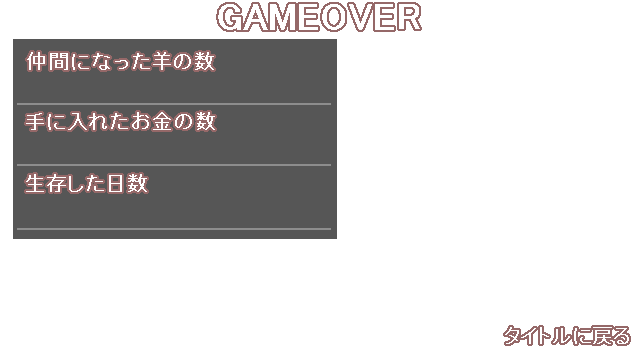 GAMEOVER
仲間になった羊の数
手に入れたお金の数
生存した日数
タイトルに戻る